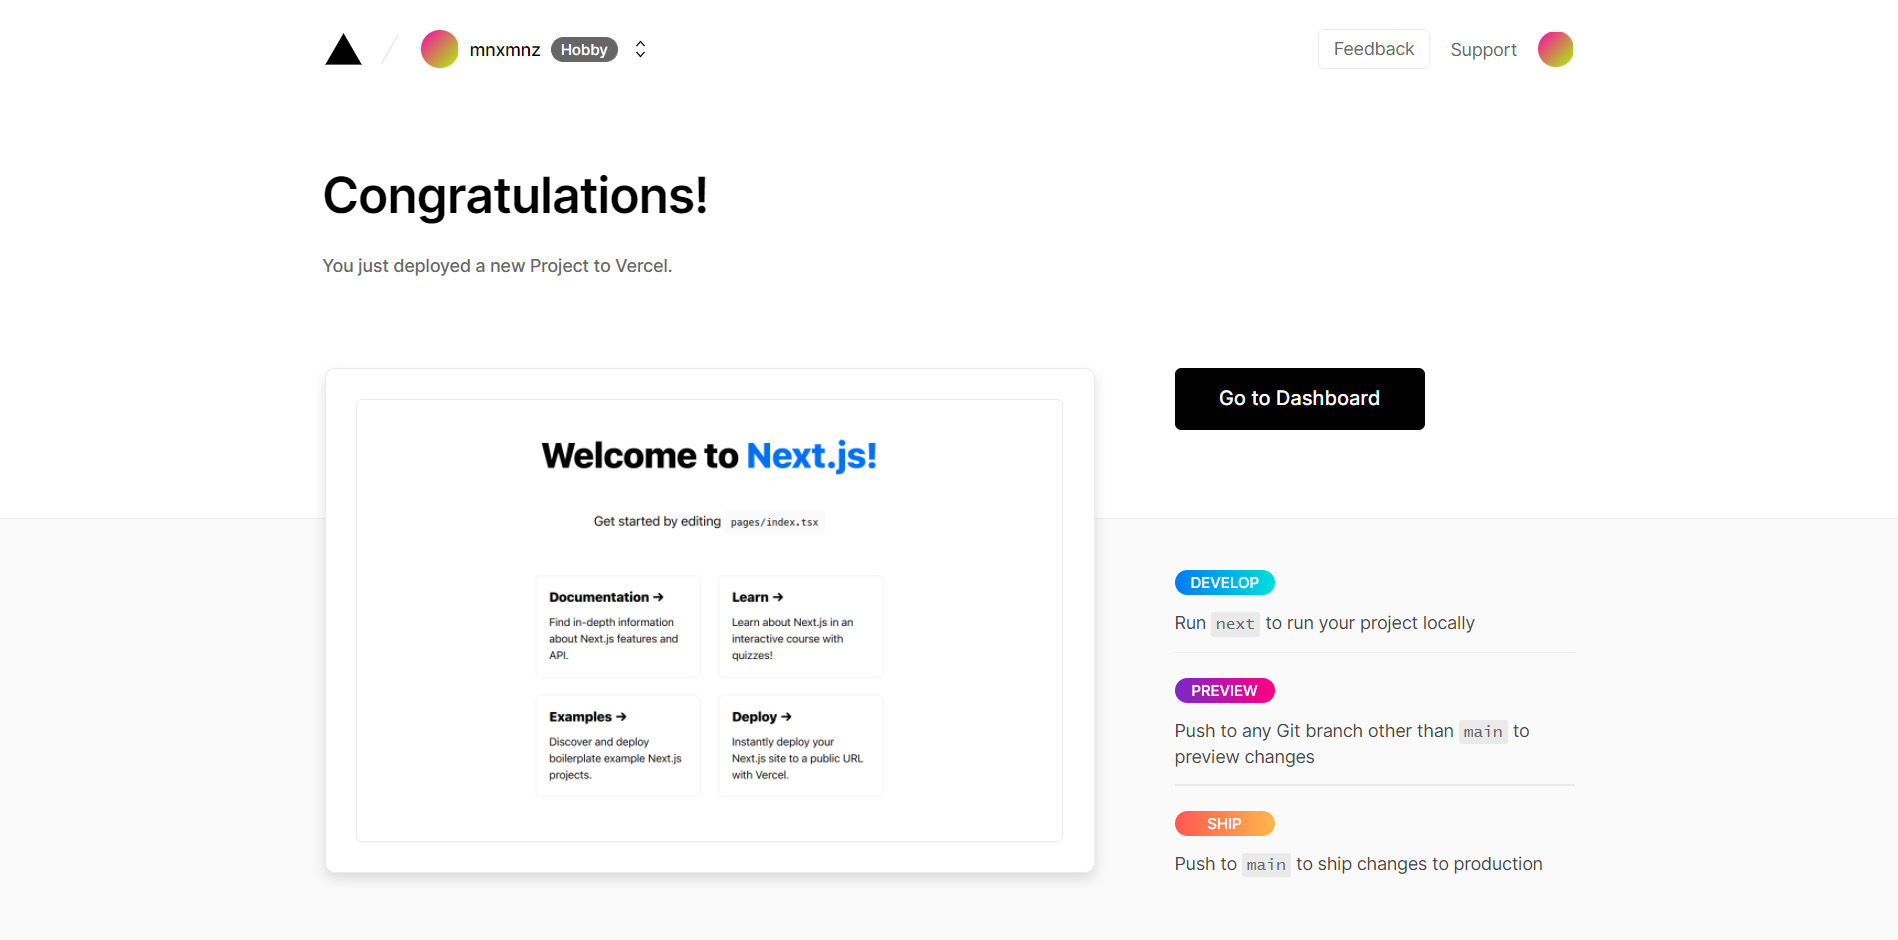 mnxmnz Hobby
Feedback Support
Congratulations!
You just deployed a new Project to Vercel.
Welcome to Next.js!
Get started by editing pages/index.tsx
Documentation →
Find in-depth information
about Next.js features and
API.
Learn →
Learn about Next.js in an
interactive course with
quizzes!
Examples →
Discover and deploy
boilerplate example Next.js
projects.
Deploy →
Instantly deploy your
Next.js site to a public URL
with Vercel.
Go to Dashboard
DEVELOP
Run next to run your project locally
PREVIEW
Push to any Git branch other than main to
preview changes
SHIP
Push to main to ship changes to production